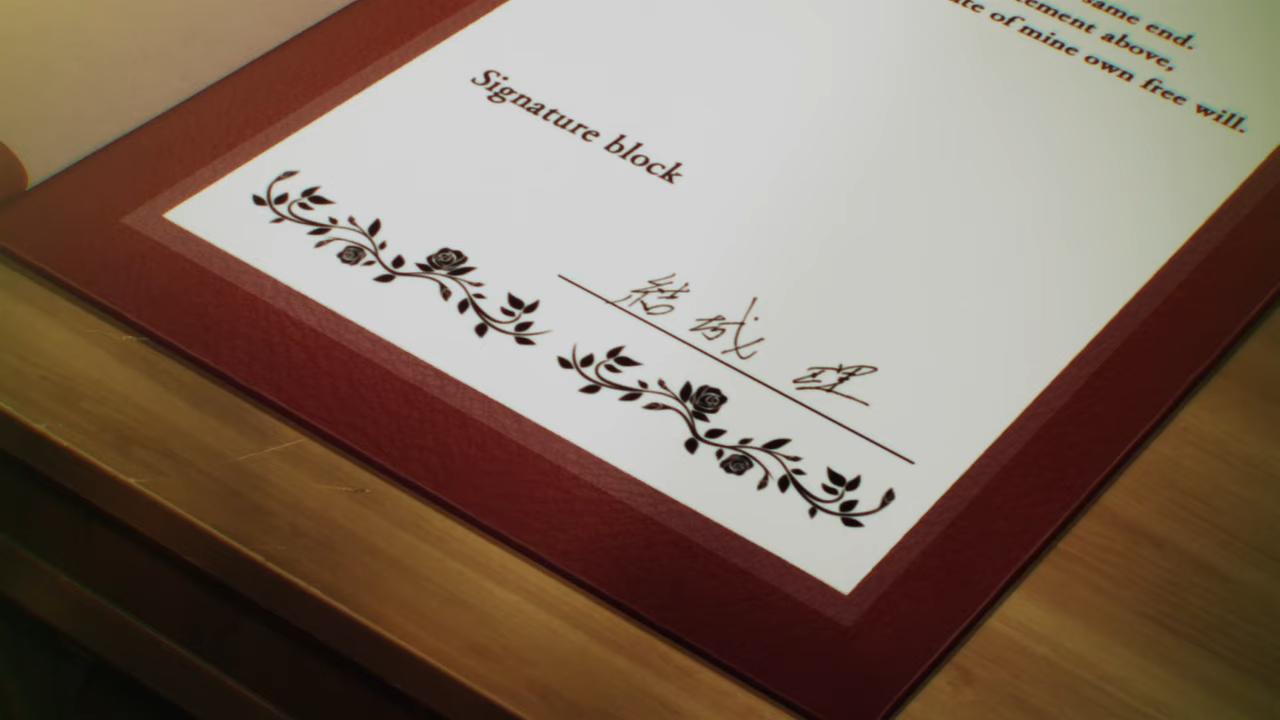 same end.
ement above,
ate of mine own free will.
Signature block
結城 理